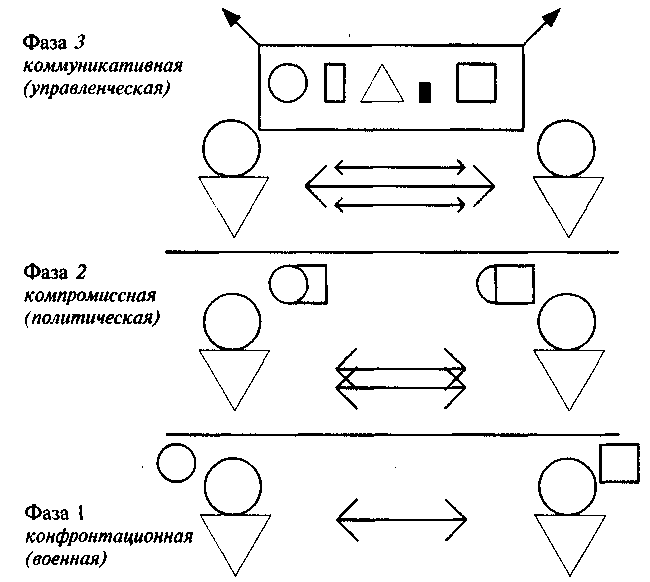 Фаза 3
коммуникативная
(управленческая)
Фаза 2
компромиссная
(политическая)
Фаза 1
конфронтационная
(военная)